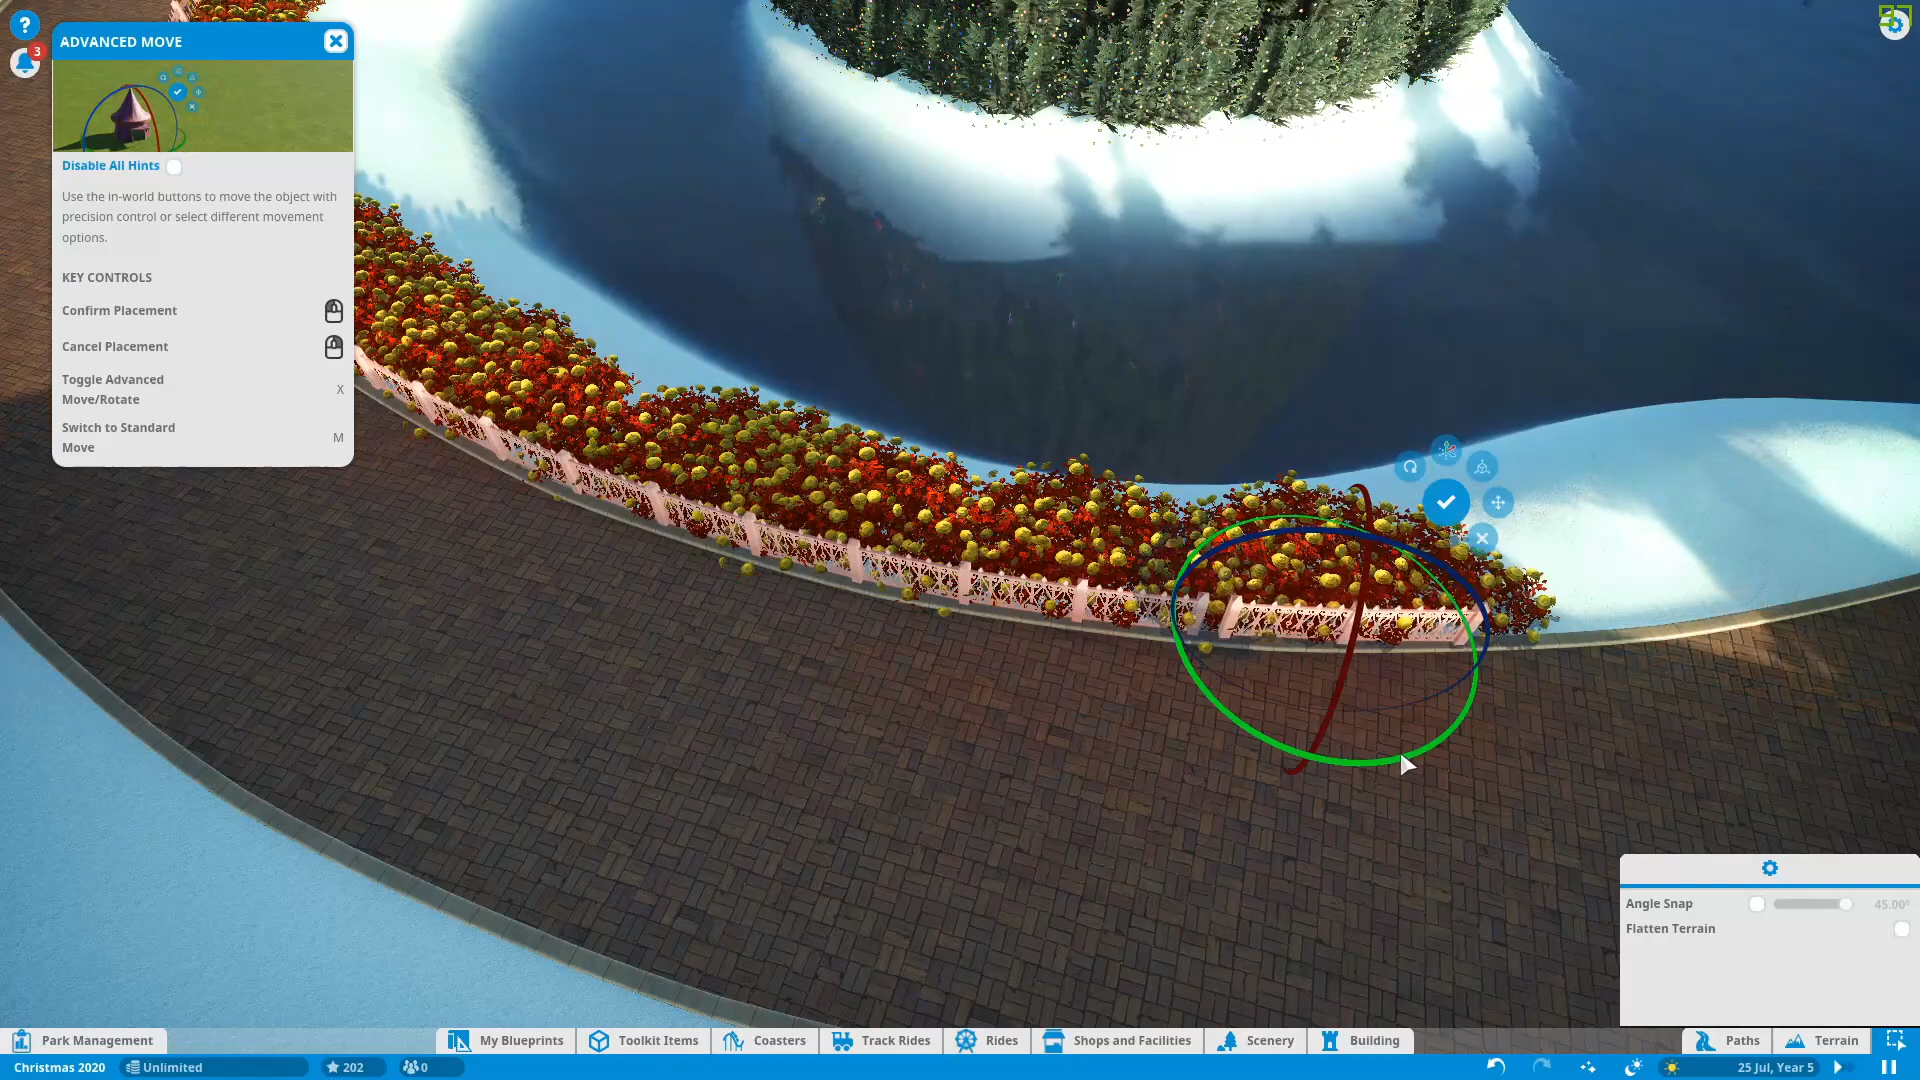 ?
97
3
ADVANCED MOVE
Disable All Hints
Use the in-world buttons to move the object with
precision control or select different movement
options.
KEY CONTROLS
Confirm Placement
Cancel Placement
Toggle Advanced
Move/Rotate
X
Switch to Standard
Move
M
Angle Snap
45.00°
Flatten Terrain
Park Management
My Blueprints
Toolkit Items
Coasters
Track Rides
Rides
Shops and Facilities
Scenery
Building
Paths
Terrain
Christmas 2020
Unlimited
202
0
25 Jul, Year 5